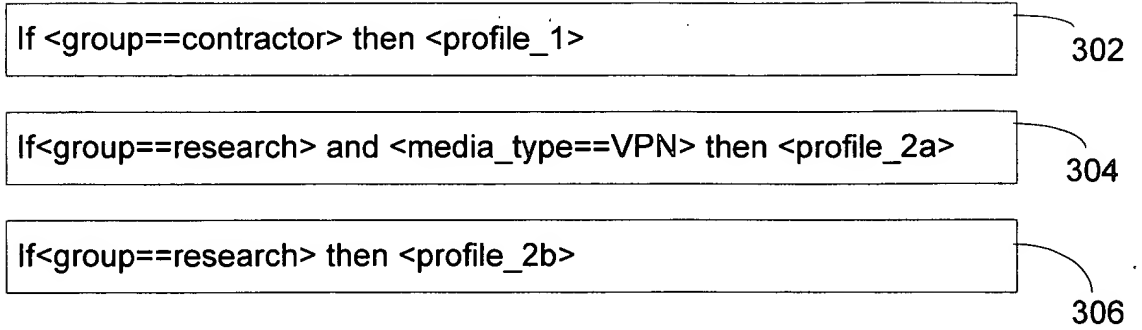 If <group==contractor> then <profile_1>
302
If<group==research> and <media_type==VPN> then <profile_2a>
304
If<group==research> then <profile_2b>
306